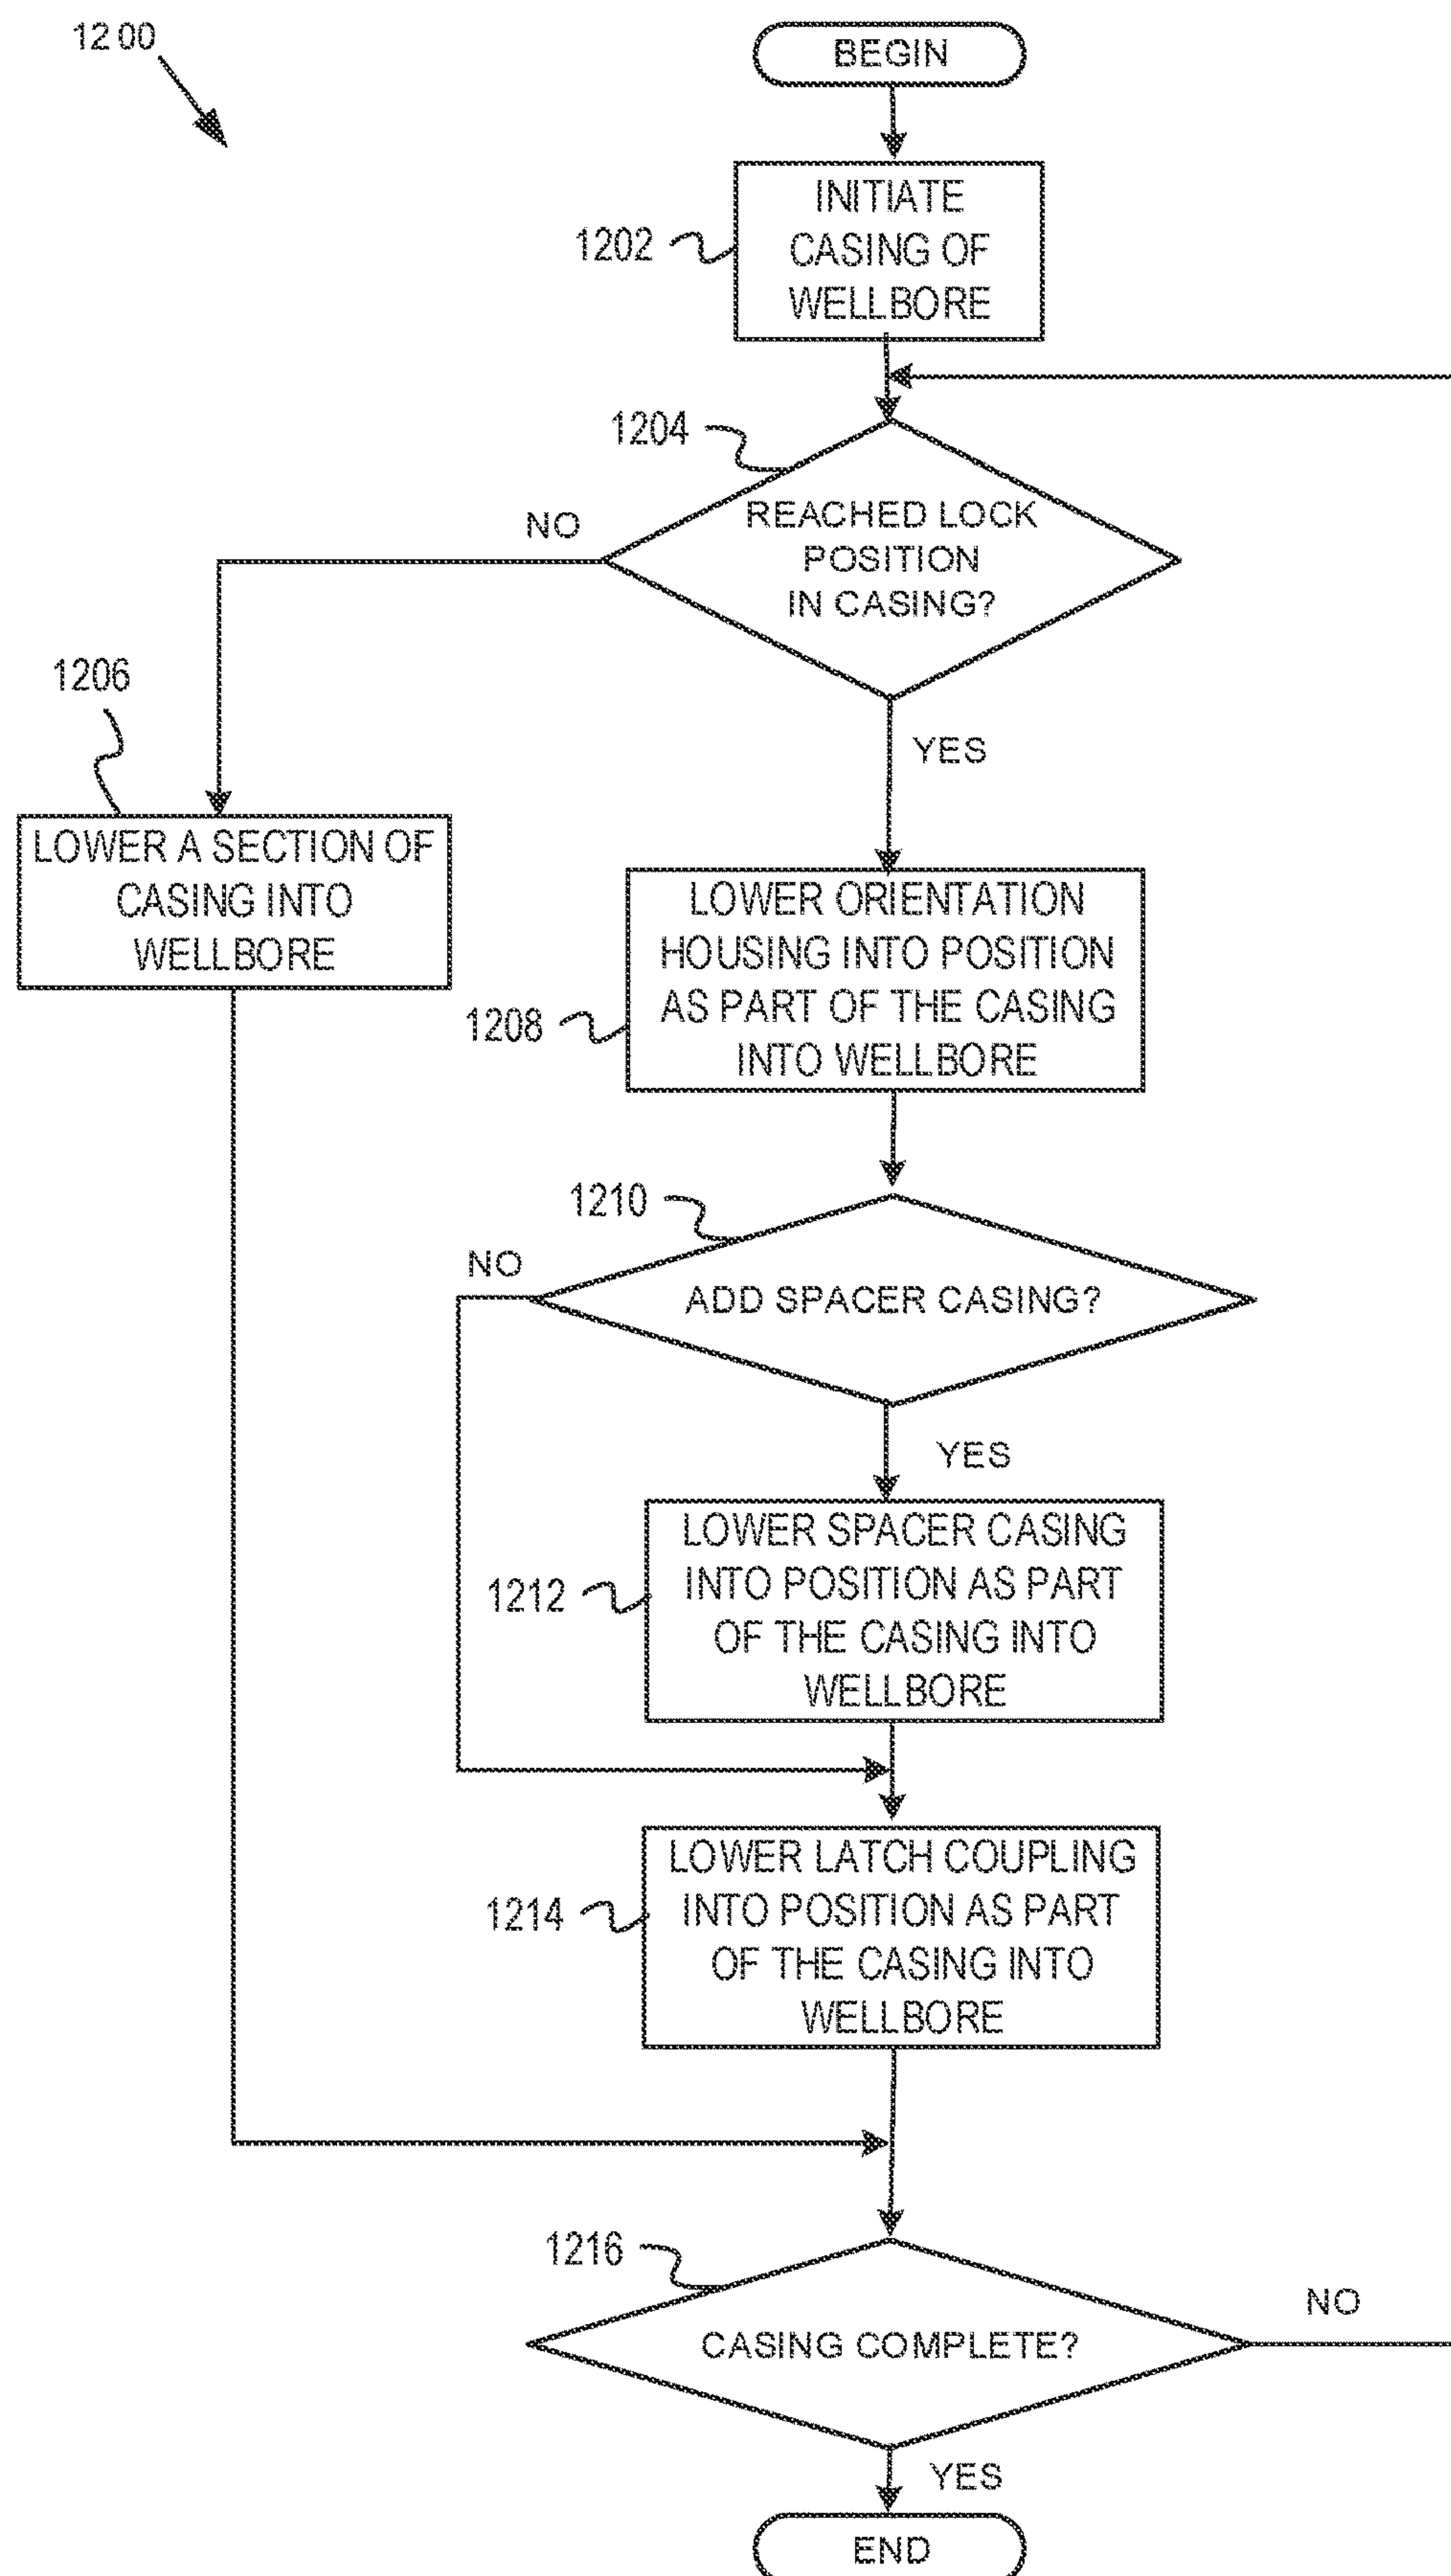 12 00
BEGIN
INITIATE
CASING OF
WELLBORE
1202
1204
REACHED LOCK
POSITION
IN CASING?
NO
YES
1206
LOWER A SECTION OF
CASING INTO
WELLBORE
LOWER ORIENTATION
HOUSING INTO POSITION
AS PART OF THE CASING
INTO WELLBORE
1208
1210
NO
ADD SPACER CASING?
YES
LOWER SPACER CASING
INTO POSITION AS PART
OF THE CASING INTO
WELLBORE
1212
LOWER LATCH COUPLING
INTO POSITION AS PART
OF THE CASING INTO
WELLBORE
1214
1216
CASING COMPLETE?
NO
YES
END